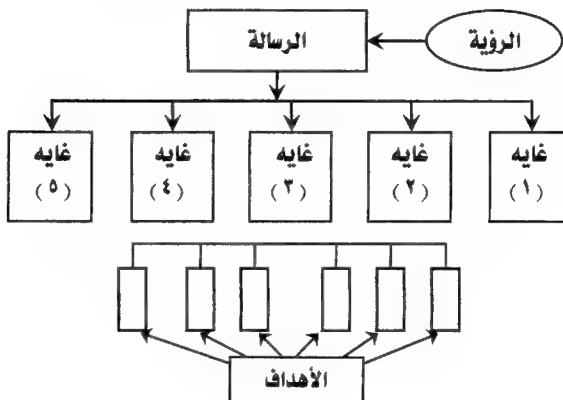 الرؤية
الرسالة
غايه
(١)
غايه
(٢)
غايه
(٣)
غايه
(٤)
غايه
(٥)
الأهداف